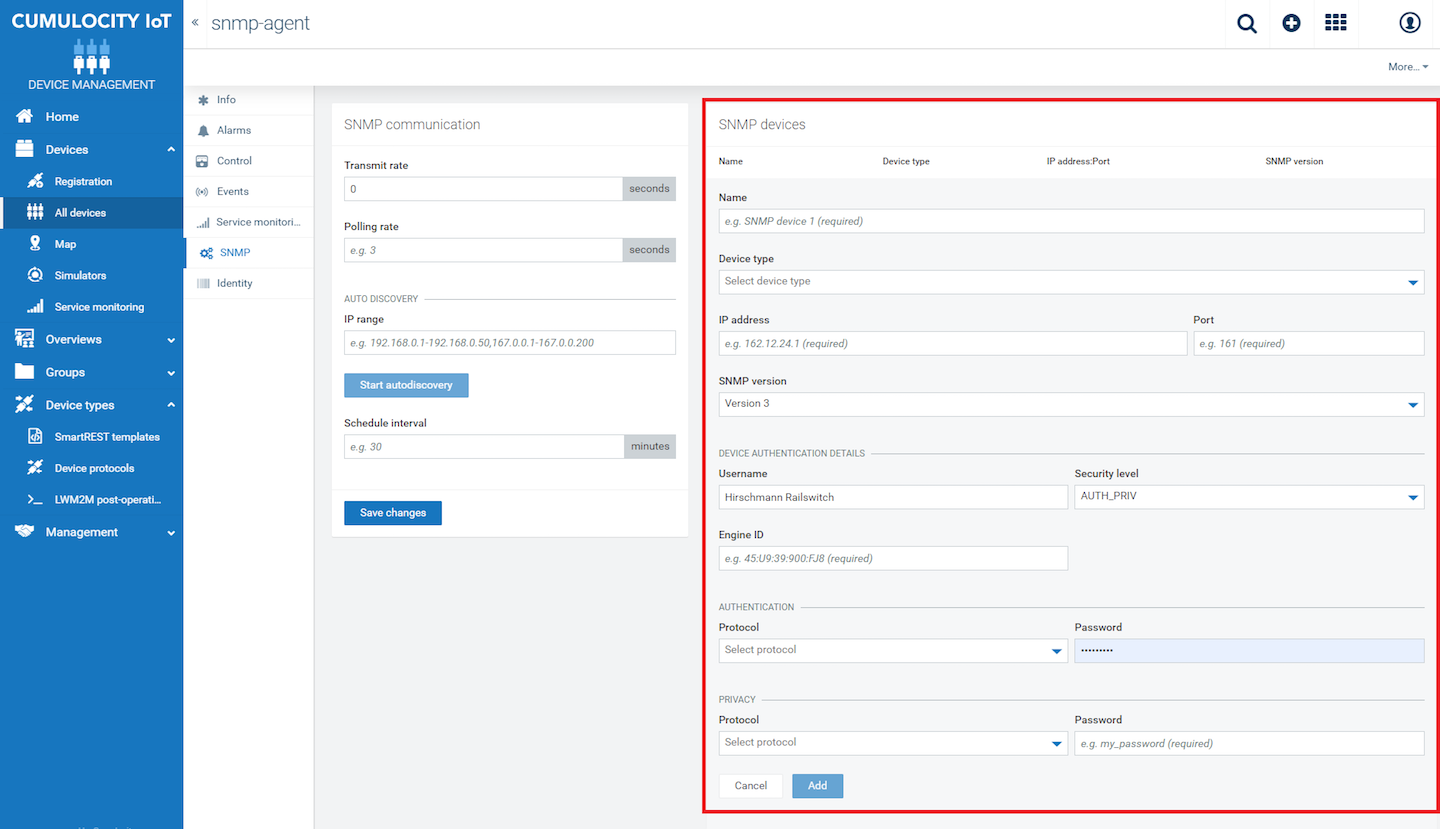 CUMULOCITY IoT
DEVICE MANAGEMENT
Home
Devices
Registration
All devices
Map
Simulators
Service monitoring
Overviews
Groups
Device types
SmartREST templates
Device protocols
LWM2M post-operati...
Management
« snmp-agent
More...
Info
Alarms
Control
Events
Service monitori...
SNMP
Identity
SNMP communication
Transmit rate
0 seconds
Polling rate
e.g. 3 seconds
AUTO DISCOVERY
IP range
e.g. 192.168.0.1-192.168.0.50,167.0.0.1-167.0.0.200
Start autodiscovery
Schedule interval
e.g. 30 minutes
Save changes
SNMP devices
Name Device type IP address:Port SNMP version
Name
e.g. SNMP device 1 (required)
Device type
Select device type
IP address Port
e.g. 162.12.24.1 (required) e.g. 161 (required)
SNMP version
Version 3
DEVICE AUTHENTICATION DETAILS
Username Security level
Hirschmann Railswitch AUTH_PRIV
Engine ID
e.g. 45:U9:39:900:FJ8 (required)
AUTHENTICATION
Protocol Password
Select protocol •••••••••
PRIVACY
Protocol Password
Select protocol e.g. my_password (required)
Cancel Add